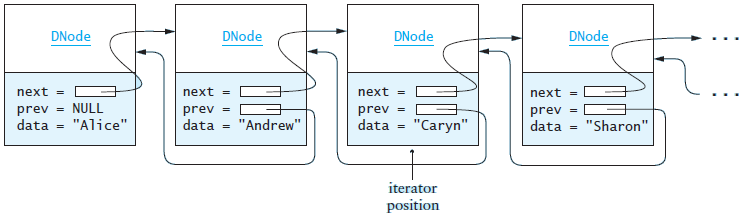 DNode
next =
prev = NULL
data = "Alice"
DNode
next =
prev =
data = "Andrew"
DNode
next =
prev =
data = "Caryn"
DNode
next =
prev =
data = "Sharon"
...
...
iterator
position